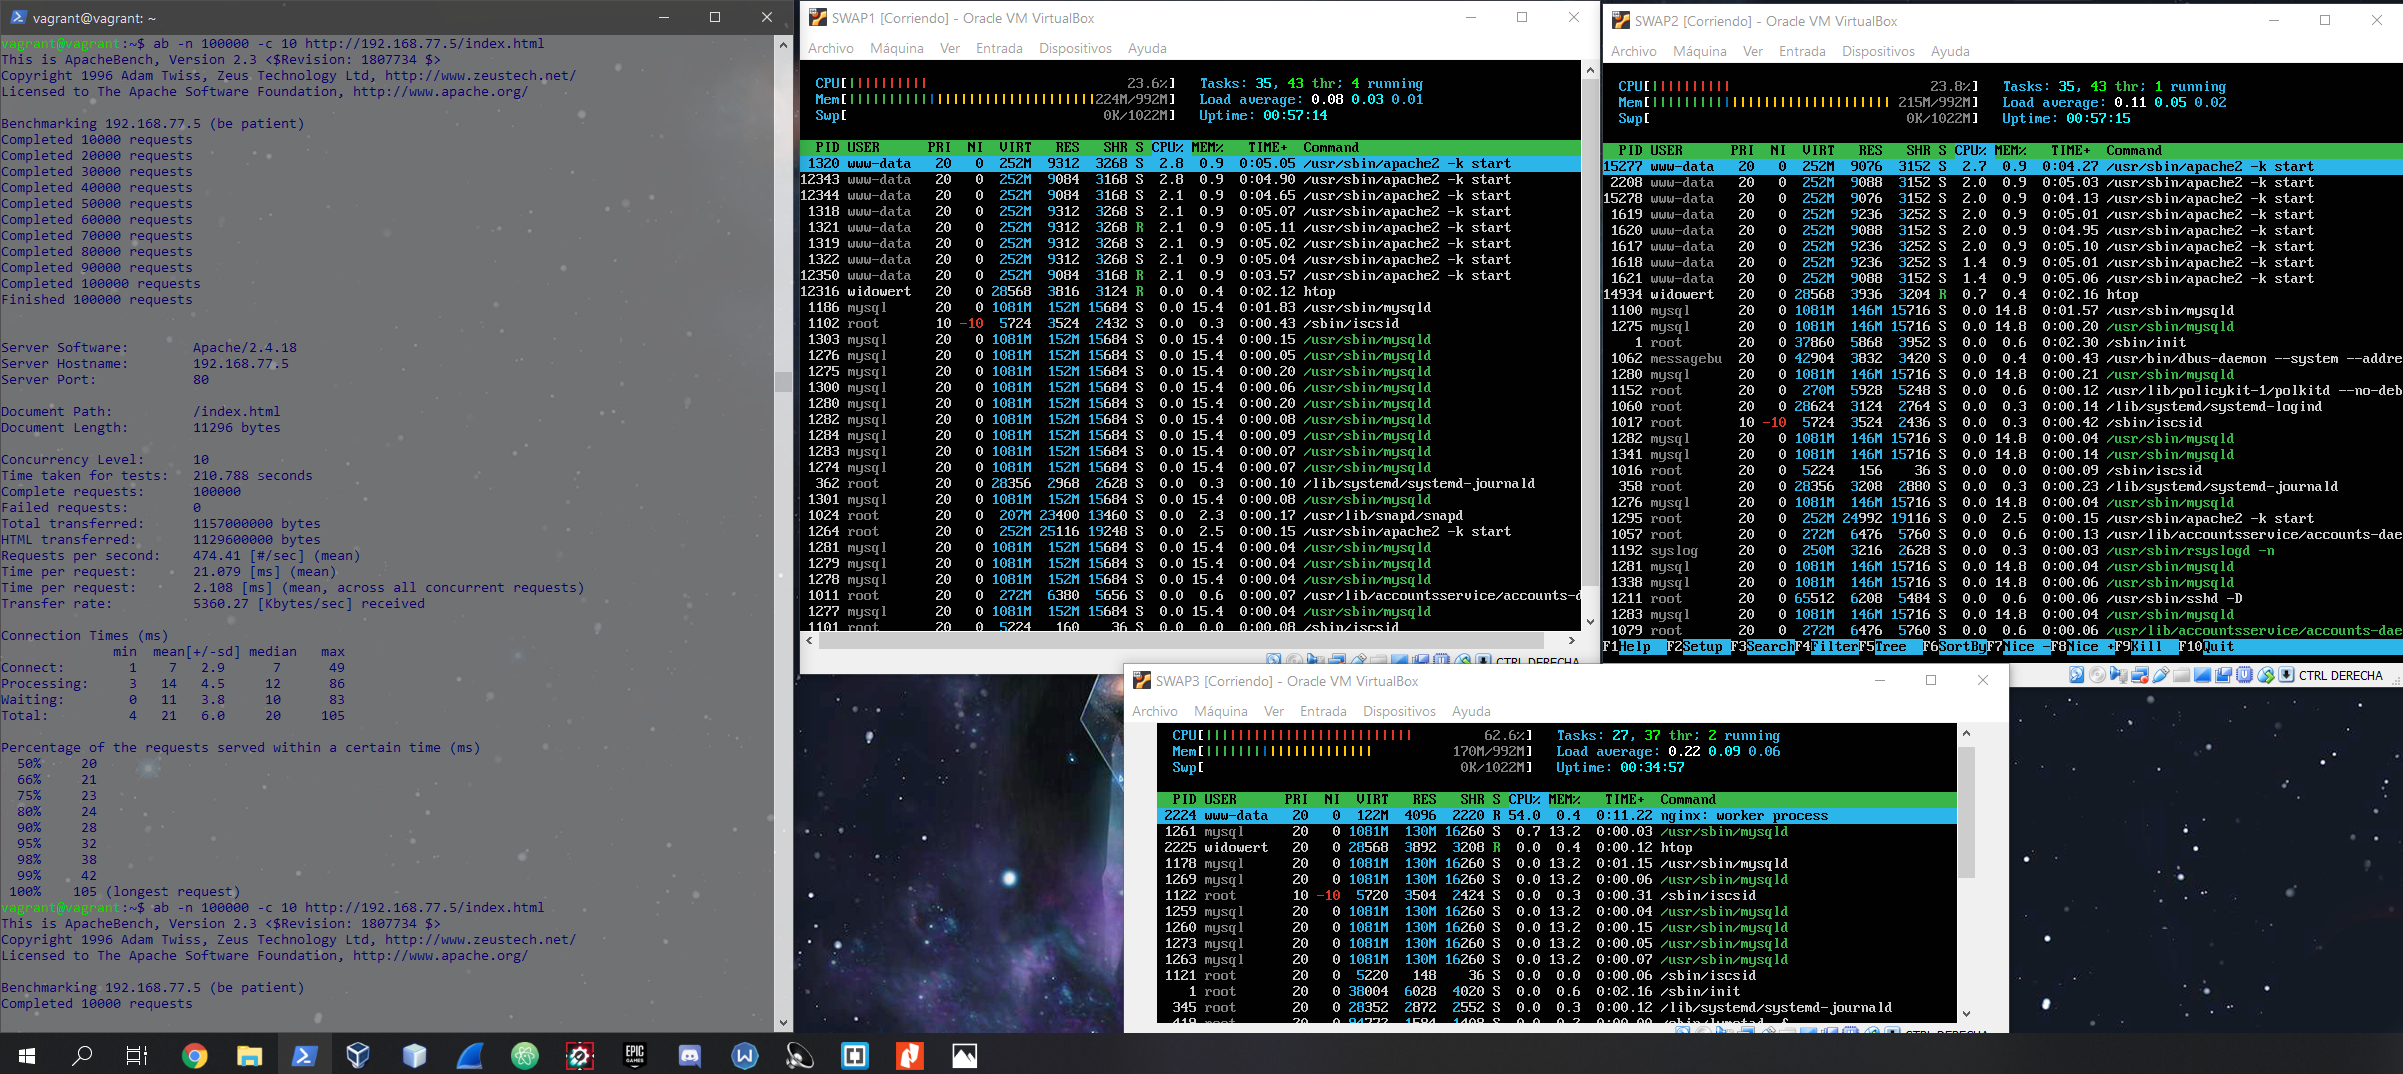 vagrant@vagrant: ~
vagrant@vagrant:~$ ab -n 100000 -c 10 http://192.168.77.5/index.html
This is ApacheBench, Version 2.3 <$Revision: 1807734 $>
Copyright 1996 Adam Twiss, Zeus Technology Ltd, http://www.zeustech.net/
Licensed to The Apache Software Foundation, http://www.apache.org/
Benchmarking 192.168.77.5 (be patient)
Completed 10000 requests
Completed 20000 requests
Completed 30000 requests
Completed 40000 requests
Completed 50000 requests
Completed 60000 requests
Completed 70000 requests
Completed 80000 requests
Completed 90000 requests
Completed 100000 requests
Finished 100000 requests
Server Software: Apache/2.4.18
Server Hostname: 192.168.77.5
Server Port: 80
Document Path: /index.html
Document Length: 11296 bytes
Concurrency Level: 10
Time taken for tests: 210.788 seconds
Complete requests: 100000
Failed requests: 0
Total transferred: 1157000000 bytes
HTML transferred: 1129600000 bytes
Requests per second: 474.41 [#/sec] (mean)
Time per request: 21.079 [ms] (mean)
Time per request: 2.108 [ms] (mean, across all concurrent requests)
Transfer rate: 5360.27 [Kbytes/sec] received
Connection Times (ms)
min mean[+/-sd] median max
Connect: 1 7 2.9 7 49
Processing: 3 14 4.5 12 86
Waiting: 0 11 3.8 10 83
Total: 4 21 6.0 20 105
Percentage of the requests served within a certain time (ms)
50% 20
66% 21
75% 23
80% 24
90% 28
95% 32
98% 38
99% 42
100% 105 (longest request)
vagrant@vagrant:~$ ab -n 100000 -c 10 http://192.168.77.5/index.html
This is ApacheBench, Version 2.3 <$Revision: 1807734 $>
Copyright 1996 Adam Twiss, Zeus Technology Ltd, http://www.zeustech.net/
Licensed to The Apache Software Foundation, http://www.apache.org/
Benchmarking 192.168.77.5 (be patient)
Completed 10000 requests
SWAP1 [Corriendo] - Oracle VM VirtualBox
Archivo Máquina Ver Entrada Dispositivos Ayuda
CPU[ 23.6%] Tasks: 35, 43 thr; 4 running
Mem[ 224M/992M] Load average: 0.08 0.03 0.01
Swp[ 0K/1022M] Uptime: 00:57:14
PID USER PRI NI VIRT RES SHR S CPU% MEM% TIME+ Command
1320 www-data 20 0 252M 9312 3268 S 2.8 0.9 0:05.05 /usr/sbin/apache2 -k start
12343 www-data 20 0 252M 9084 3168 S 2.8 0.9 0:04.90 /usr/sbin/apache2 -k start
12344 www-data 20 0 252M 9084 3168 S 2.1 0.9 0:04.65 /usr/sbin/apache2 -k start
1318 www-data 20 0 252M 9312 3268 S 2.1 0.9 0:05.07 /usr/sbin/apache2 -k start
1321 www-data 20 0 252M 9312 3268 R 2.1 0.9 0:05.11 /usr/sbin/apache2 -k start
1319 www-data 20 0 252M 9312 3268 S 2.1 0.9 0:05.02 /usr/sbin/apache2 -k start
1322 www-data 20 0 252M 9312 3268 S 2.1 0.9 0:05.04 /usr/sbin/apache2 -k start
12350 www-data 20 0 252M 9084 3168 R 2.1 0.9 0:03.57 /usr/sbin/apache2 -k start
12316 widowert 20 0 28568 3816 3124 R 0.0 0.4 0:02.12 htop
1186 mysql 20 0 1081M 152M 15684 S 0.0 15.4 0:01.83 /usr/sbin/mysqld
1102 root 10 -10 5724 3524 2432 S 0.0 0.3 0:00.43 /sbin/iscsid
1303 mysql 20 0 1081M 152M 15684 S 0.0 15.4 0:00.15 /usr/sbin/mysqld
1276 mysql 20 0 1081M 152M 15684 S 0.0 15.4 0:00.05 /usr/sbin/mysqld
1275 mysql 20 0 1081M 152M 15684 S 0.0 15.4 0:00.20 /usr/sbin/mysqld
1300 mysql 20 0 1081M 152M 15684 S 0.0 15.4 0:00.06 /usr/sbin/mysqld
1280 mysql 20 0 1081M 152M 15684 S 0.0 15.4 0:00.20 /usr/sbin/mysqld
1282 mysql 20 0 1081M 152M 15684 S 0.0 15.4 0:00.08 /usr/sbin/mysqld
1284 mysql 20 0 1081M 152M 15684 S 0.0 15.4 0:00.09 /usr/sbin/mysqld
1283 mysql 20 0 1081M 152M 15684 S 0.0 15.4 0:00.07 /usr/sbin/mysqld
1274 mysql 20 0 1081M 152M 15684 S 0.0 15.4 0:00.07 /usr/sbin/mysqld
362 root 20 0 28356 2968 2628 S 0.0 0.3 0:00.10 /lib/systemd/systemd-journald
1301 mysql 20 0 1081M 152M 15684 S 0.0 15.4 0:00.08 /usr/sbin/mysqld
1024 root 20 0 207M 23400 13460 S 0.0 2.3 0:00.17 /usr/lib/snapd/snapd
1264 root 20 0 252M 25116 19248 S 0.0 2.5 0:00.15 /usr/sbin/apache2 -k start
1281 mysql 20 0 1081M 152M 15684 S 0.0 15.4 0:00.04 /usr/sbin/mysqld
1279 mysql 20 0 1081M 152M 15684 S 0.0 15.4 0:00.04 /usr/sbin/mysqld
1278 mysql 20 0 1081M 152M 15684 S 0.0 15.4 0:00.04 /usr/sbin/mysqld
1011 root 20 0 272M 6380 5656 S 0.0 0.6 0:00.07 /usr/lib/accountsservice/accounts-d
1277 mysql 20 0 1081M 152M 15684 S 0.0 15.4 0:00.04 /usr/sbin/mysqld
1101 root 20 0 5224 160 36 S 0.0 0.0 0:00.08 /sbin/iscsid
CTRL DERECHA
SWAP2 [Corriendo] - Oracle VM VirtualBox
Archivo Máquina Ver Entrada Dispositivos Ayuda
CPU[ 23.8%] Tasks: 35, 43 thr; 1 running
Mem[ 215M/992M] Load average: 0.11 0.05 0.02
Swp[ 0K/1022M] Uptime: 00:57:15
PID USER PRI NI VIRT RES SHR S CPU% MEM% TIME+ Command
15277 www-data 20 0 252M 9076 3152 S 2.7 0.9 0:04.27 /usr/sbin/apache2 -k start
2208 www-data 20 0 252M 9088 3152 S 2.0 0.9 0:05.03 /usr/sbin/apache2 -k start
15278 www-data 20 0 252M 9076 3152 S 2.0 0.9 0:04.13 /usr/sbin/apache2 -k start
1619 www-data 20 0 252M 9236 3252 S 2.0 0.9 0:05.01 /usr/sbin/apache2 -k start
1620 www-data 20 0 252M 9088 3152 S 2.0 0.9 0:04.95 /usr/sbin/apache2 -k start
1617 www-data 20 0 252M 9236 3252 S 2.0 0.9 0:05.10 /usr/sbin/apache2 -k start
1618 www-data 20 0 252M 9236 3252 S 1.4 0.9 0:05.01 /usr/sbin/apache2 -k start
1621 www-data 20 0 252M 9088 3152 S 1.4 0.9 0:05.06 /usr/sbin/apache2 -k start
14934 widowert 20 0 28568 3936 3204 R 0.7 0.4 0:02.16 htop
1100 mysql 20 0 1081M 146M 15716 S 0.0 14.8 0:01.57 /usr/sbin/mysqld
1275 mysql 20 0 1081M 146M 15716 S 0.0 14.8 0:00.20 /usr/sbin/mysqld
1 root 20 0 37860 5868 3952 S 0.0 0.6 0:02.30 /sbin/init
1062 messagebu 20 0 42904 3832 3420 S 0.0 0.4 0:00.43 /usr/bin/dbus-daemon --system --addre
1280 mysql 20 0 1081M 146M 15716 S 0.0 14.8 0:00.21 /usr/sbin/mysqld
1152 root 20 0 270M 5928 5248 S 0.0 0.6 0:00.12 /usr/lib/policykit-1/polkitd --no-deb
1060 root 20 0 28624 3124 2764 S 0.0 0.3 0:00.14 /lib/systemd/systemd-logind
1017 root 10 -10 5724 3524 2436 S 0.0 0.3 0:00.42 /sbin/iscsid
1282 mysql 20 0 1081M 146M 15716 S 0.0 14.8 0:00.04 /usr/sbin/mysqld
1341 mysql 20 0 1081M 146M 15716 S 0.0 14.8 0:00.14 /usr/sbin/mysqld
1016 root 20 0 5224 156 36 S 0.0 0.0 0:00.09 /sbin/iscsid
358 root 20 0 28356 3208 2880 S 0.0 0.3 0:00.23 /lib/systemd/systemd-journald
1276 mysql 20 0 1081M 146M 15716 S 0.0 14.8 0:00.04 /usr/sbin/mysqld
1295 root 20 0 252M 24992 19116 S 0.0 2.5 0:00.15 /usr/sbin/apache2 -k start
1057 root 20 0 272M 6476 5760 S 0.0 0.6 0:00.13 /usr/lib/accountsservice/accounts-dae
1192 syslog 20 0 250M 3216 2628 S 0.0 0.3 0:00.03 /usr/sbin/rsyslogd -n
1281 mysql 20 0 1081M 146M 15716 S 0.0 14.8 0:00.04 /usr/sbin/mysqld
1338 mysql 20 0 1081M 146M 15716 S 0.0 14.8 0:00.06 /usr/sbin/mysqld
1211 root 20 0 65512 6208 5484 S 0.0 0.6 0:00.06 /usr/sbin/sshd -D
1283 mysql 20 0 1081M 146M 15716 S 0.0 14.8 0:00.04 /usr/sbin/mysqld
1079 root 20 0 272M 6476 5760 S 0.0 0.6 0:00.06 /usr/lib/accountsservice/accounts-dae
F1Help F2Setup F3SearchF4FilterF5Tree F6SortByF7Nice -F8Nice +F9Kill F10Quit
CTRL DERECHA
SWAP3 [Corriendo] - Oracle VM VirtualBox
Archivo Máquina Ver Entrada Dispositivos Ayuda
CPU[ 62.6%] Tasks: 27, 37 thr; 2 running
Mem[ 170M/992M] Load average: 0.22 0.09 0.06
Swp[ 0K/1022M] Uptime: 00:34:57
PID USER PRI NI VIRT RES SHR S CPU% MEM% TIME+ Command
2224 www-data 20 0 122M 4096 2220 R 54.0 0.4 0:11.22 nginx: worker process
1261 mysql 20 0 1081M 130M 16260 S 0.7 13.2 0:00.03 /usr/sbin/mysqld
2225 widowert 20 0 28568 3892 3208 R 0.0 0.4 0:00.12 htop
1178 mysql 20 0 1081M 130M 16260 S 0.0 13.2 0:01.15 /usr/sbin/mysqld
1269 mysql 20 0 1081M 130M 16260 S 0.0 13.2 0:00.06 /usr/sbin/mysqld
1122 root 10 -10 5720 3504 2424 S 0.0 0.3 0:00.31 /sbin/iscsid
1259 mysql 20 0 1081M 130M 16260 S 0.0 13.2 0:00.04 /usr/sbin/mysqld
1260 mysql 20 0 1081M 130M 16260 S 0.0 13.2 0:00.15 /usr/sbin/mysqld
1273 mysql 20 0 1081M 130M 16260 S 0.0 13.2 0:00.05 /usr/sbin/mysqld
1263 mysql 20 0 1081M 130M 16260 S 0.0 13.2 0:00.07 /usr/sbin/mysqld
1121 root 20 0 5220 148 36 S 0.0 0.0 0:00.06 /sbin/iscsid
1 root 20 0 38004 6028 4020 S 0.0 0.6 0:02.16 /sbin/init
345 root 20 0 28352 2872 2552 S 0.0 0.3 0:00.12 /lib/systemd/systemd-journald
CTRL DERECHA
EPIC
GAMES